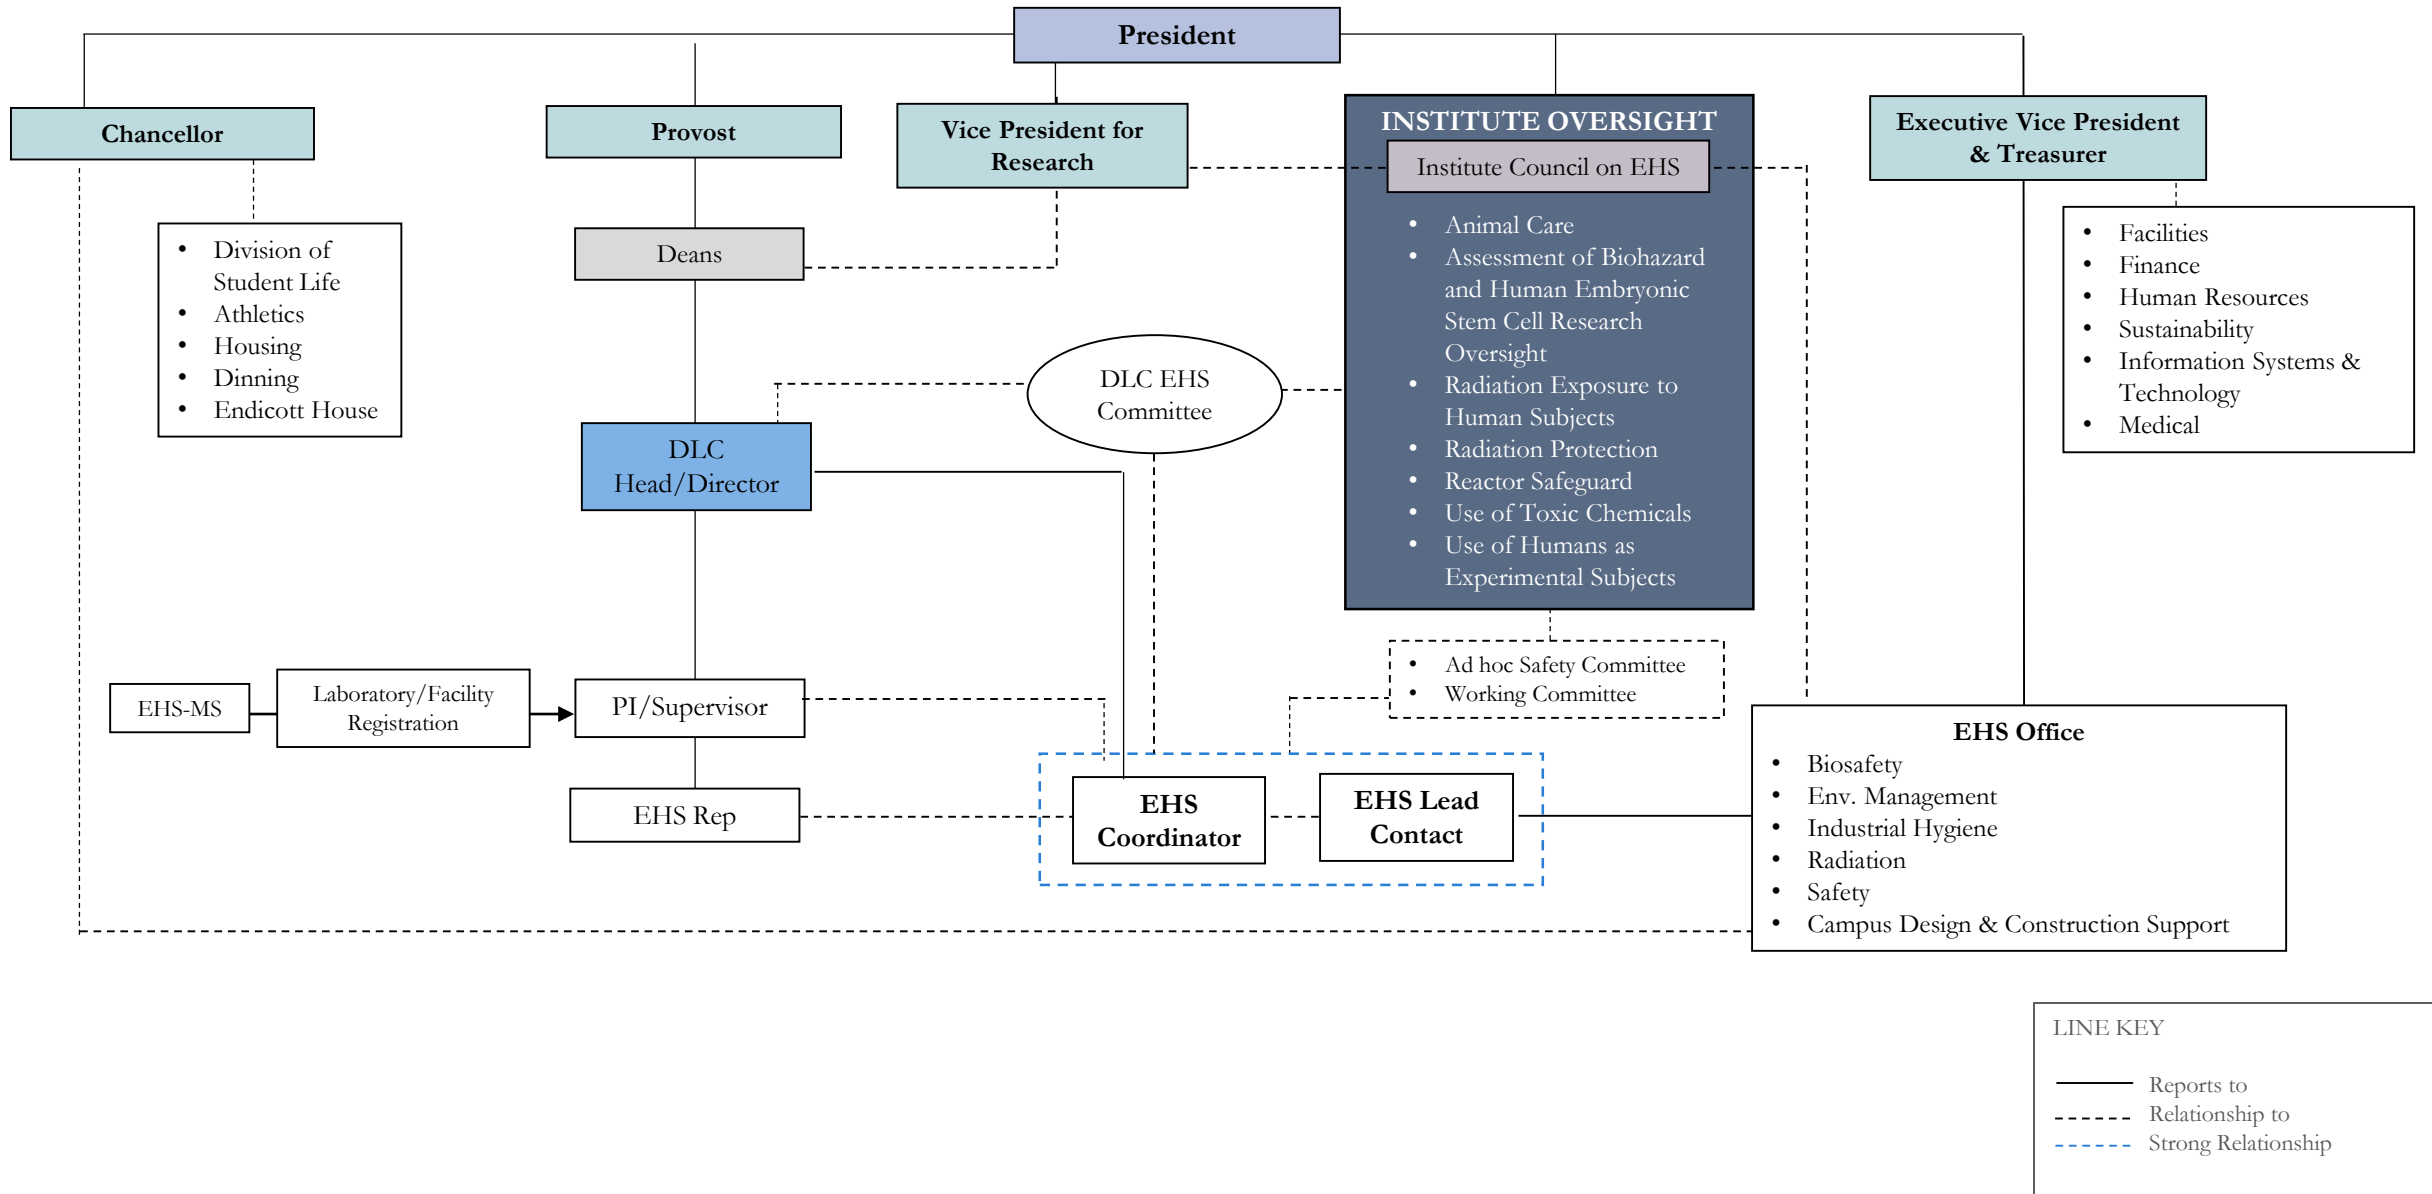 President
Chancellor
Provost
Vice President for
Research
INSTITUTE OVERSIGHT
Institute Council on EHS
• Animal Care
• Assessment of Biohazard
and Human Embryonic
Stem Cell Research
Oversight
• Radiation Exposure to
Human Subjects
• Radiation Protection
• Reactor Safeguard
• Use of Toxic Chemicals
• Use of Humans as
Experimental Subjects
Executive Vice President
& Treasurer
• Division of
Student Life
• Athletics
• Housing
• Dinning
• Endicott House
Deans
• Facilities
• Finance
• Human Resources
• Sustainability
• Information Systems &
Technology
• Medical
DLC EHS
Committee
DLC
Head/Director
• Ad hoc Safety Committee
• Working Committee
EHS-MS
Laboratory/Facility
Registration
PI/Supervisor
EHS Rep
EHS
Coordinator
EHS Lead
Contact
EHS Office
• Biosafety
• Env. Management
• Industrial Hygiene
• Radiation
• Safety
• Campus Design & Construction Support
LINE KEY
Reports to
Relationship to
Strong Relationship